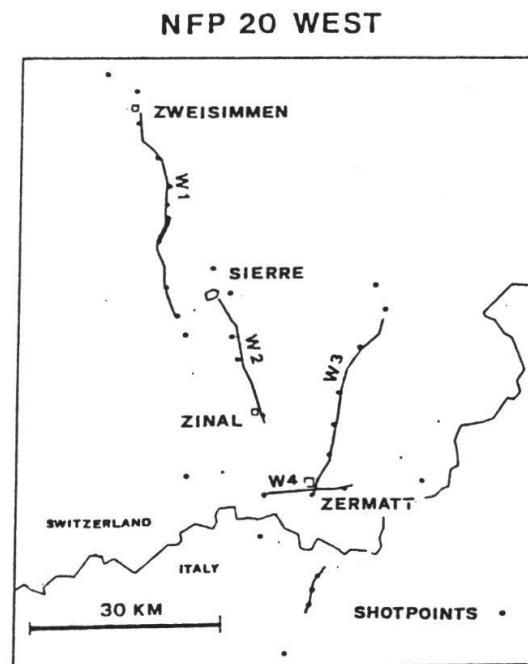 NFP 20 WEST
ZWEISIMMEN
W1
SIERRE
W2
W3
ZINAL
W4
ZERMATT
SWITZERLAND
ITALY
30 KM
SHOTPOINTS